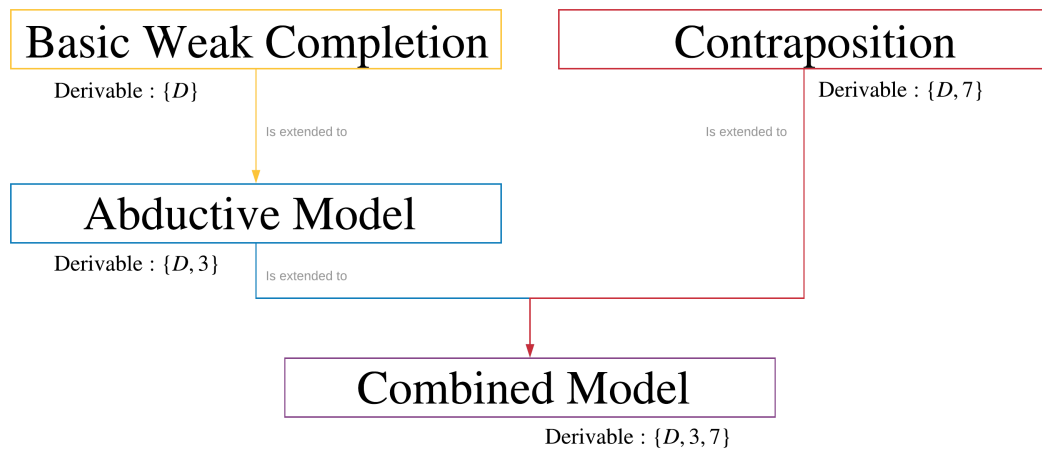 Basic Weak Completion
Contraposition
Derivable : {D}
Derivable : {D, 7}
Is extended to
Is extended to
Abductive Model
Derivable : {D, 3}
Is extended to
Combined Model
Derivable : {D, 3, 7}